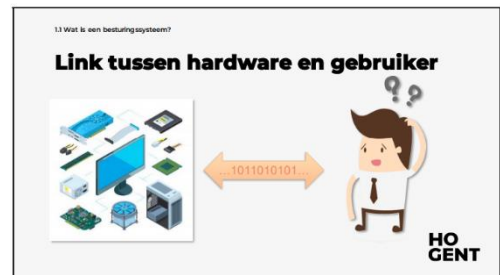 1.1 Wat is een besturingssysteem?
Link tussen hardware en gebruiker
? ?
...1011010101...
HO
GENT